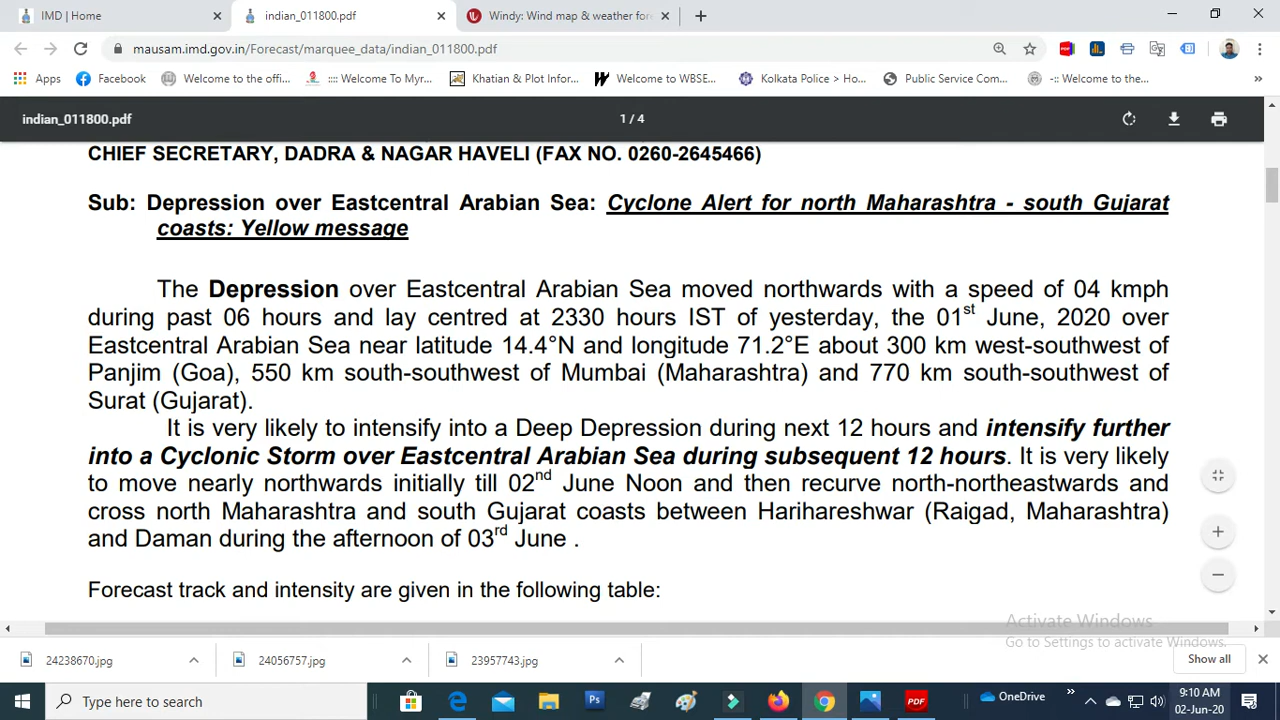 IMD | Home
indian_011800.pdf
Windy: Wind map & weather for
mausam.imd.gov.in/Forecast/marquee_data/indian_011800.pdf
Apps
Facebook
Welcome to the offi...
:::: Welcome To Myr...
Khatian & Plot Infor...
Welcome to WBSE...
Kolkata Police > Ho...
Public Service Com...
-:: Welcome to the...
indian_011800.pdf
1 / 4
CHIEF SECRETARY, DADRA & NAGAR HAVELI (FAX NO. 0260-2645466)
Sub: Depression over Eastcentral Arabian Sea: Cyclone Alert for north Maharashtra - south Gujarat
coasts: Yellow message
The Depression over Eastcentral Arabian Sea moved northwards with a speed of 04 kmph
during past 06 hours and lay centred at 2330 hours IST of yesterday, the 01st June, 2020 over
Eastcentral Arabian Sea near latitude 14.4°N and longitude 71.2°E about 300 km west-southwest of
Panjim (Goa), 550 km south-southwest of Mumbai (Maharashtra) and 770 km south-southwest of
Surat (Gujarat).
It is very likely to intensify into a Deep Depression during next 12 hours and intensify further
into a Cyclonic Storm over Eastcentral Arabian Sea during subsequent 12 hours. It is very likely
to move nearly northwards initially till 02nd June Noon and then recurve north-northeastwards and
cross north Maharashtra and south Gujarat coasts between Harihareshwar (Raigad, Maharashtra)
and Daman during the afternoon of 03rd June .
Forecast track and intensity are given in the following table:
Activate Windows
Go to Settings to activate Windows.
24238670.jpg
24056757.jpg
23957743.jpg
Show all
Type here to search
Ps
PDF
OneDrive
9:10 AM
02-Jun-20